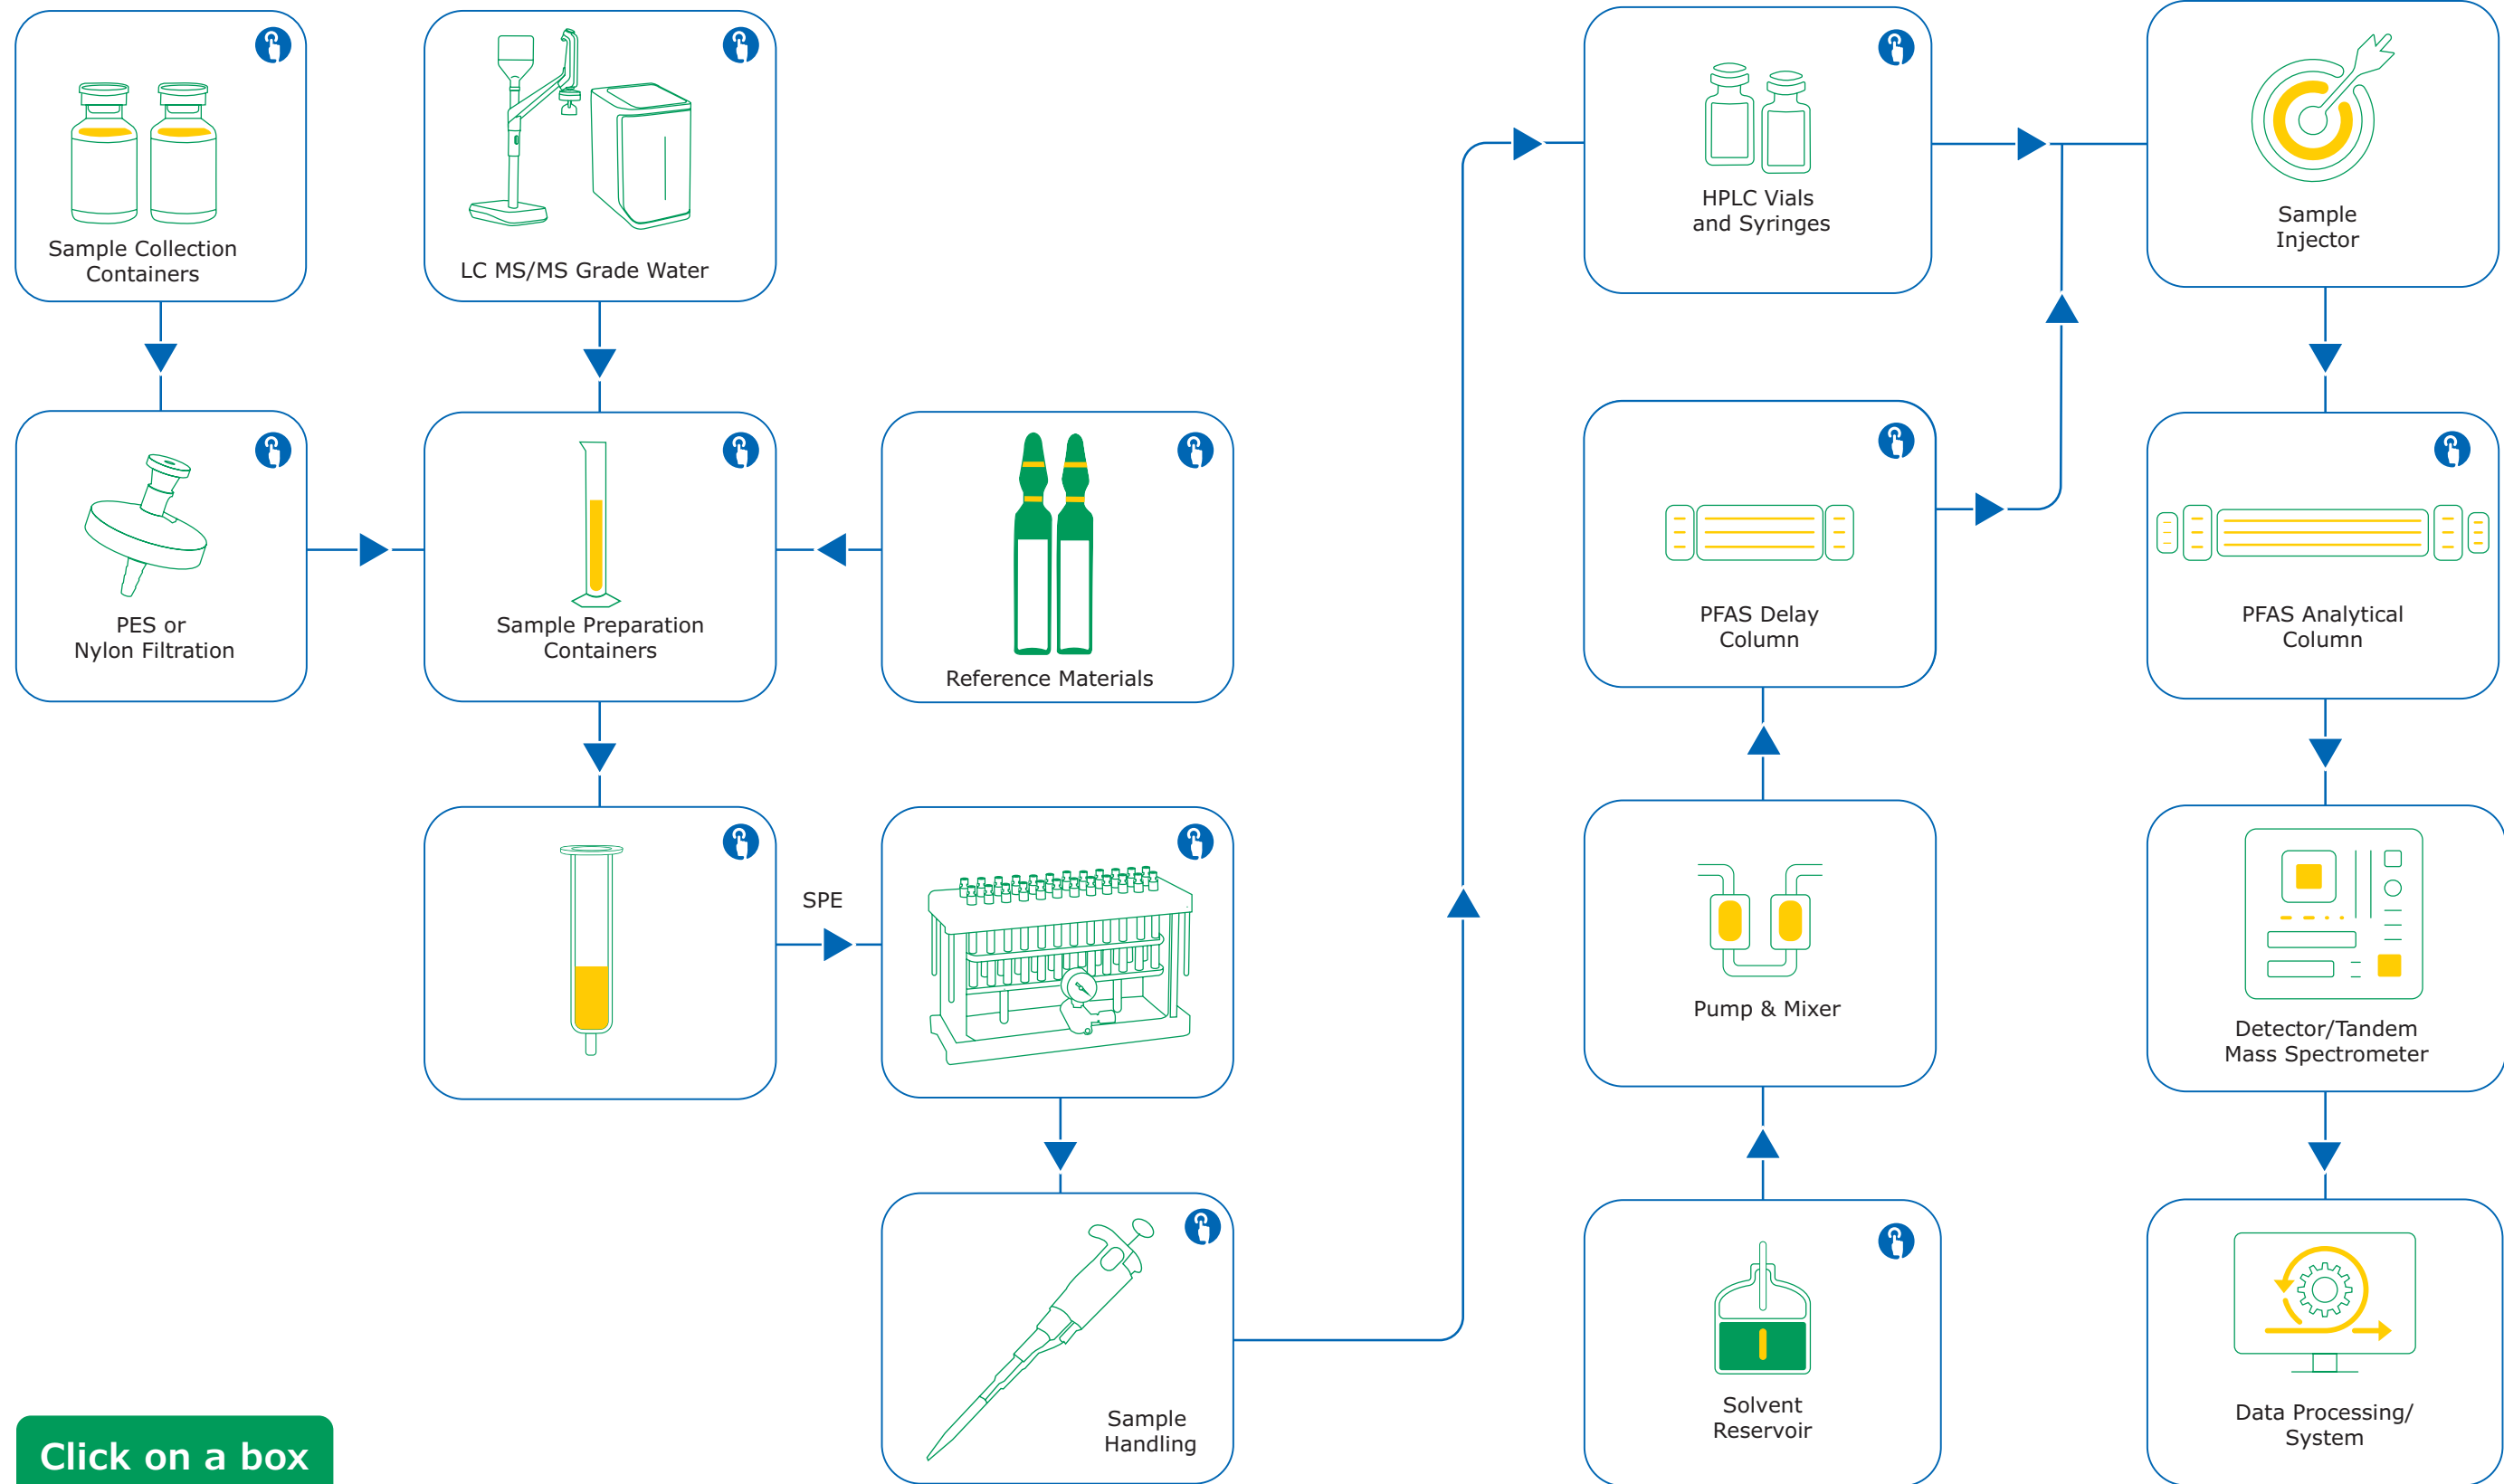 Sample Collection
Containers
LC MS/MS Grade Water
HPLC Vials
and Syringes
Sample
Injector
PES or
Nylon Filtration
Sample Preparation
Containers
Reference Materials
PFAS Delay
Column
PFAS Analytical
Column
SPE
Pump & Mixer
Detector/Tandem
Mass Spectrometer
Sample
Handling
Solvent
Reservoir
Data Processing/
System
Click on a box